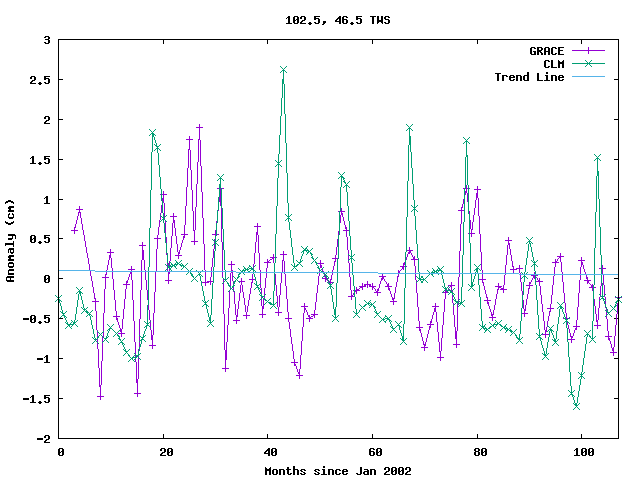 102.5, 46.5 TWS
GRACE
CLM
Trend Line
3
2.5
2
1.5
1
0.5
0
-0.5
-1
-1.5
-2
Anomaly (cm)
0 20 40 60 80 100
Months since Jan 2002